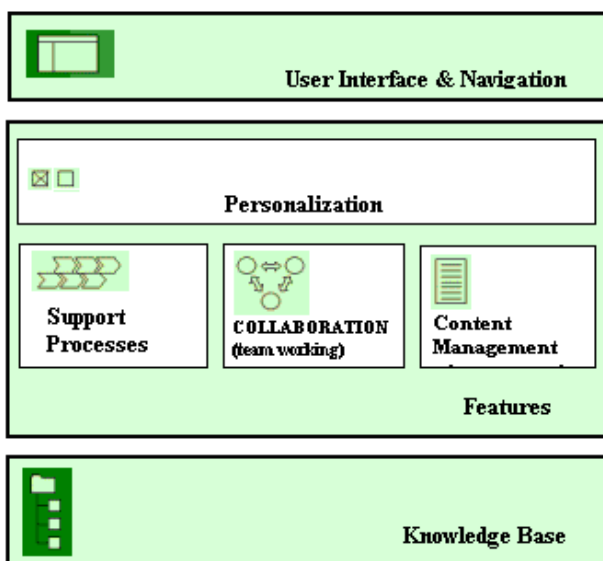 User Interface & Navigation
Personalization
Support
Processes
COLLABORATION
(team working)
Content
Management
Features
Knowledge Base